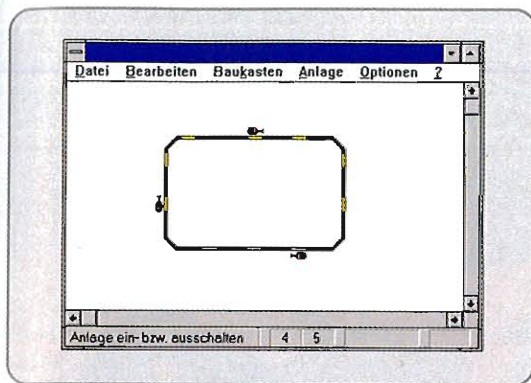 Datei Bearbeiten Baukasten Anlage Optionen ?
Anlage ein- bzw. ausschalten 4 5